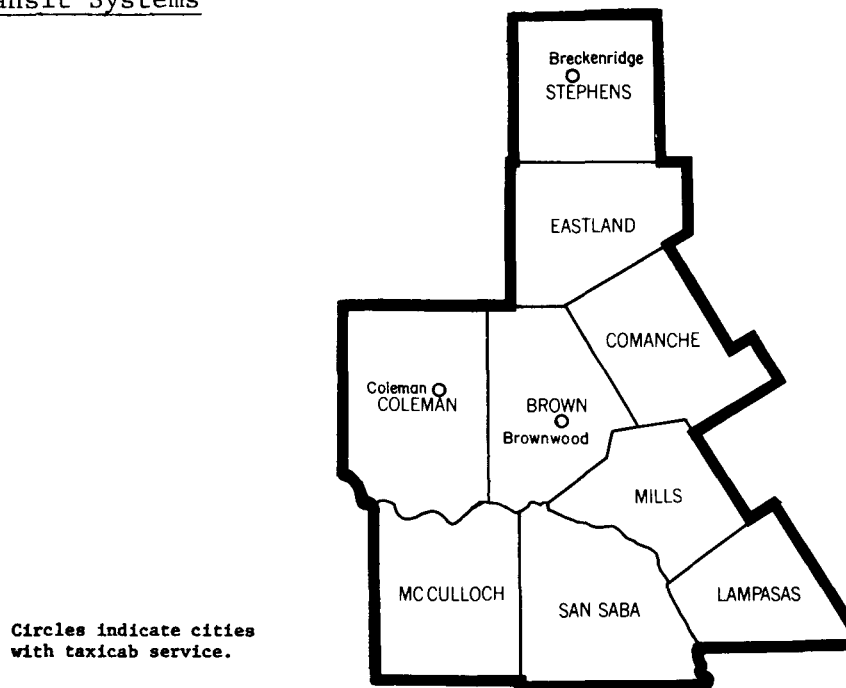 Systems
Breckenridge
STEPHENS
EASTLAND
COMANCHE
Coleman
COLEMAN
BROWN
Brownwood
MILLS
MC CULLOCH
SAN SABA
LAMPASAS
Circles indicate cities
with taxicab service.